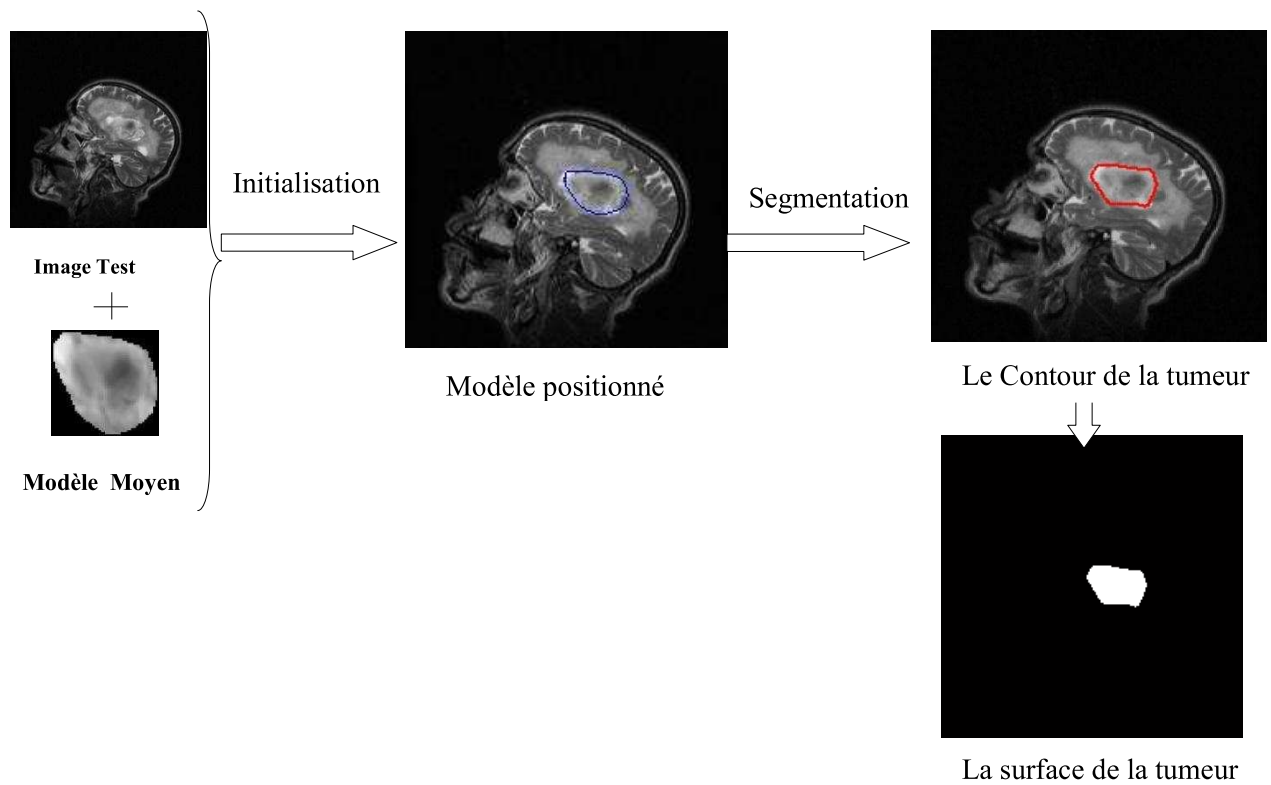 Image Test
Modèle Moyen
Initialisation
Modèle positionné
Segmentation
Le Contour de la tumeur
La surface de la tumeur